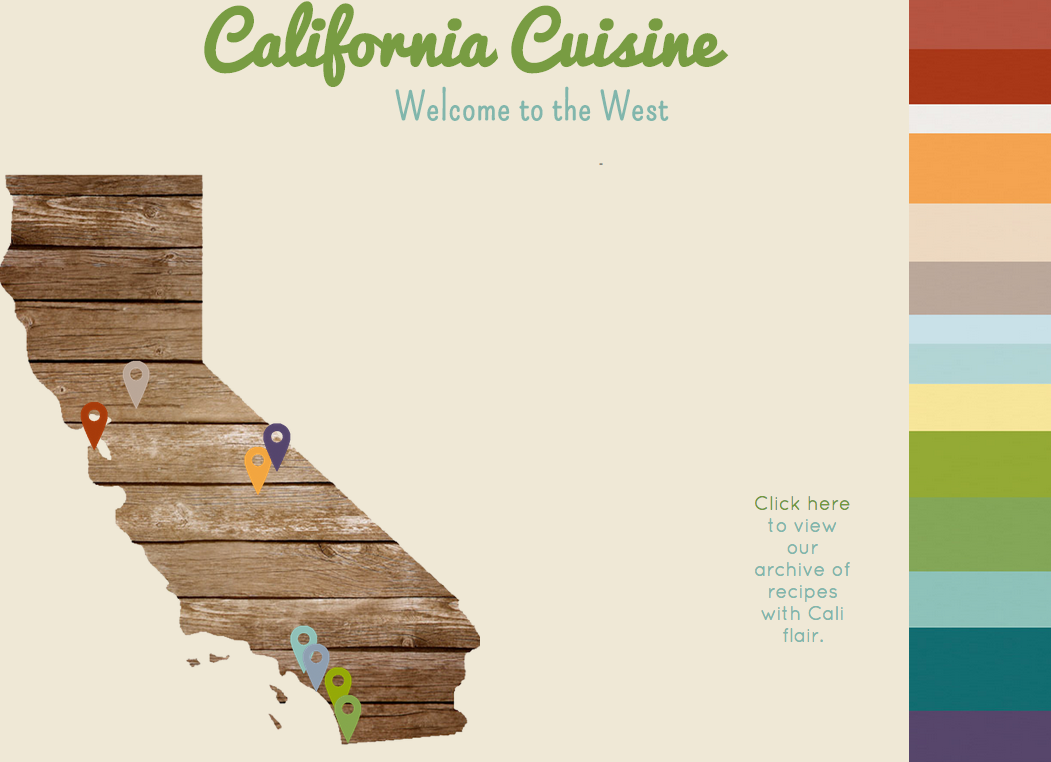 California Cuisine
Welcome to the West
Click here
to view
our
archive of
recipes
with Cali
flair.